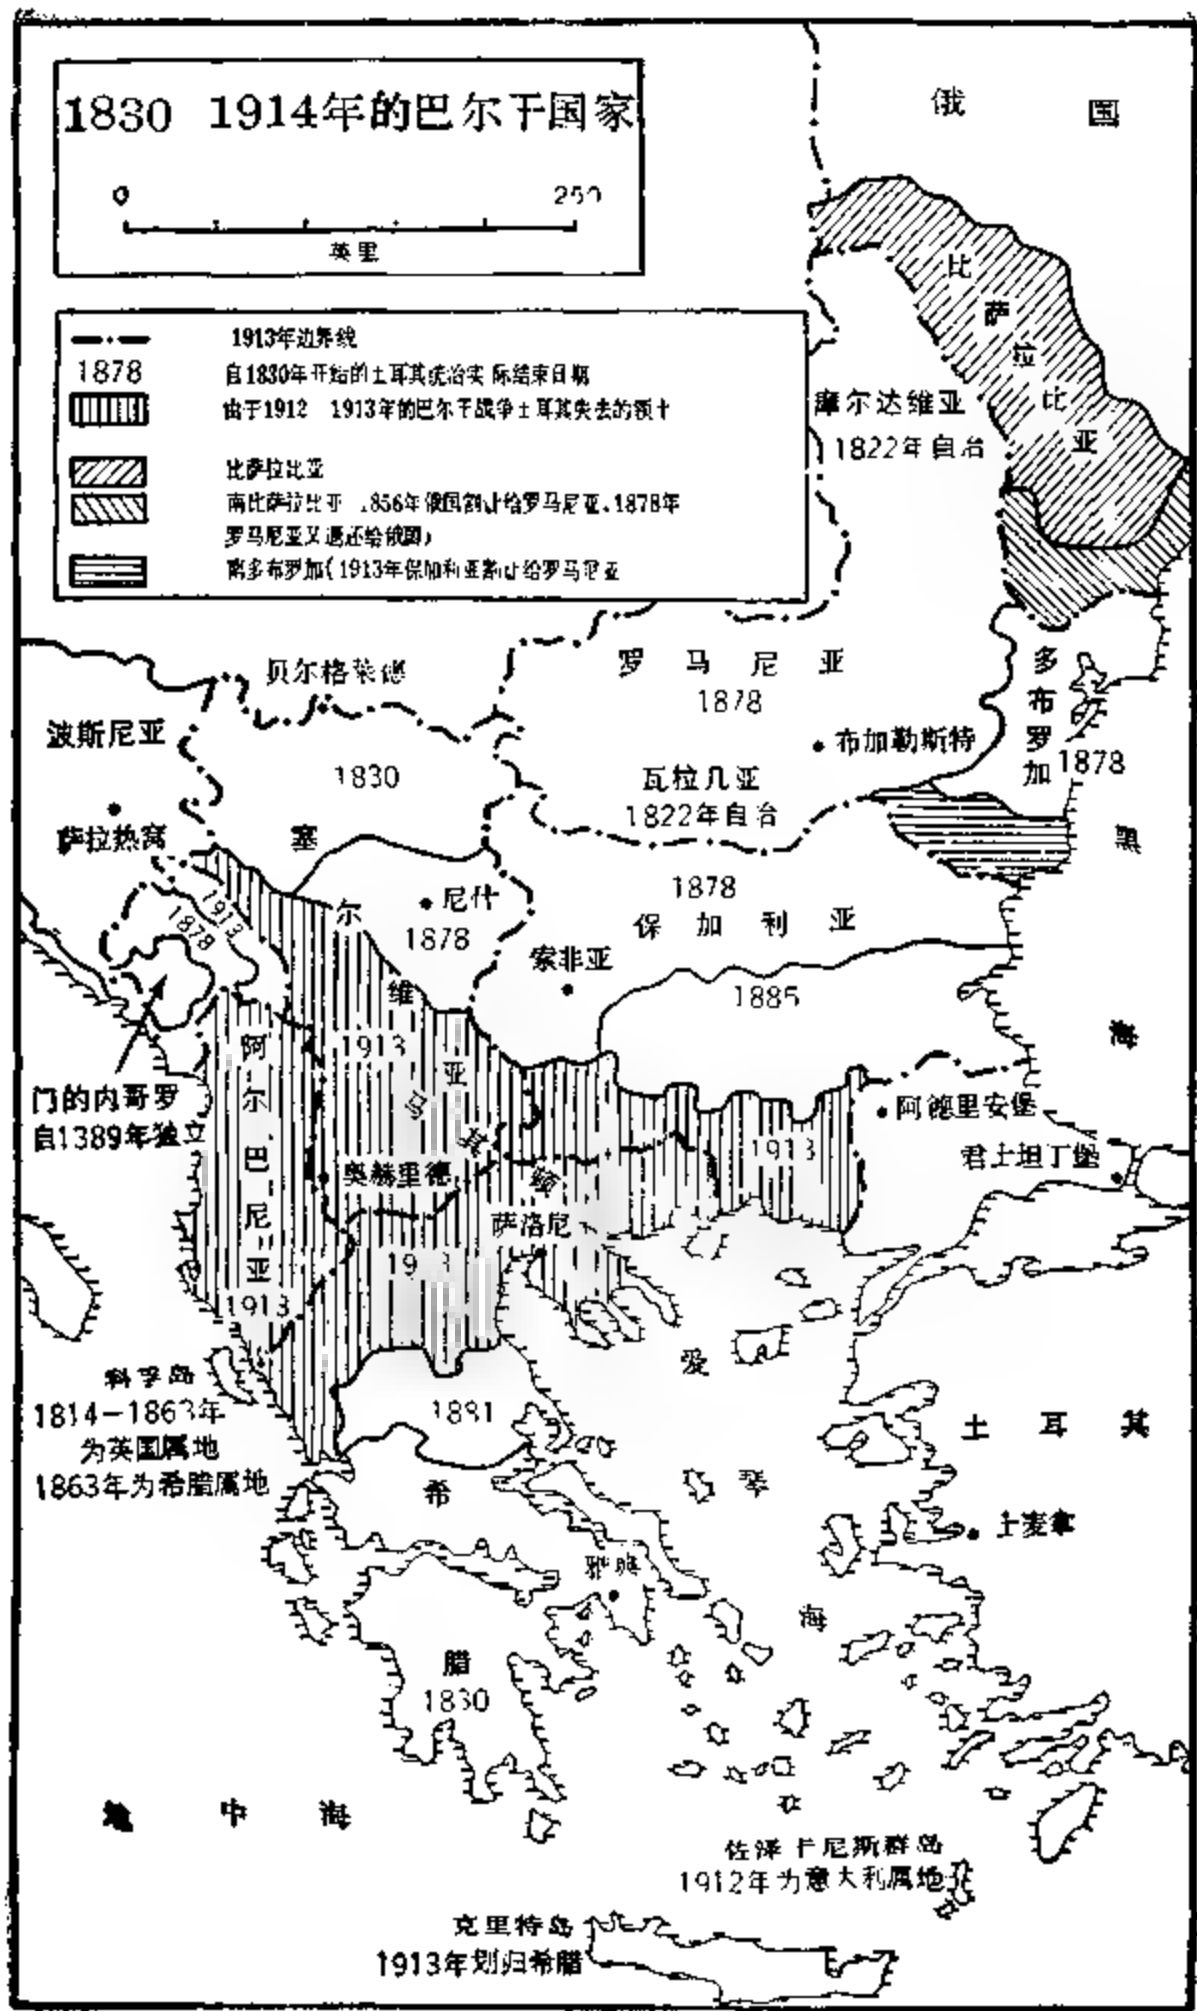 1830 1914年的巴尔干国家
0 250
英里
1913年边界线
1878 自1830年开始的土耳其统治实际结束日期
由于1912 1913年的巴尔干战争土耳其失去的领土
比萨拉比亚
南比萨拉比亚 1856年俄国割让给罗马尼亚、1878年
罗马尼亚又退还给俄国)
南多布罗加(1913年保加利亚割让给罗马尼亚
俄国
比萨拉比亚
摩尔达维亚
1822年自治
贝尔格莱德
罗马尼亚
1878
多布罗加
1878
波斯尼亚
布加勒斯特
1830
瓦拉几亚
1822年自治
萨拉热窝
塞尔维亚
黑海
1878
保加利亚
尼什
1878
1913
1878
索非亚
1885
阿尔巴尼亚
1913
1913
马其顿
门的内哥罗
自1389年独立
阿德里安堡
1913
君士坦丁堡
奥赫里德
萨洛尼
1913
科孚岛
1814-1863年
为英国属地
1863年为希腊属地
1881
爱琴海
土耳其
希腊
1830
士麦拿
雅典
地中海
佐泽卡尼斯群岛
1912年为意大利属地
克里特岛
1913年划归希腊